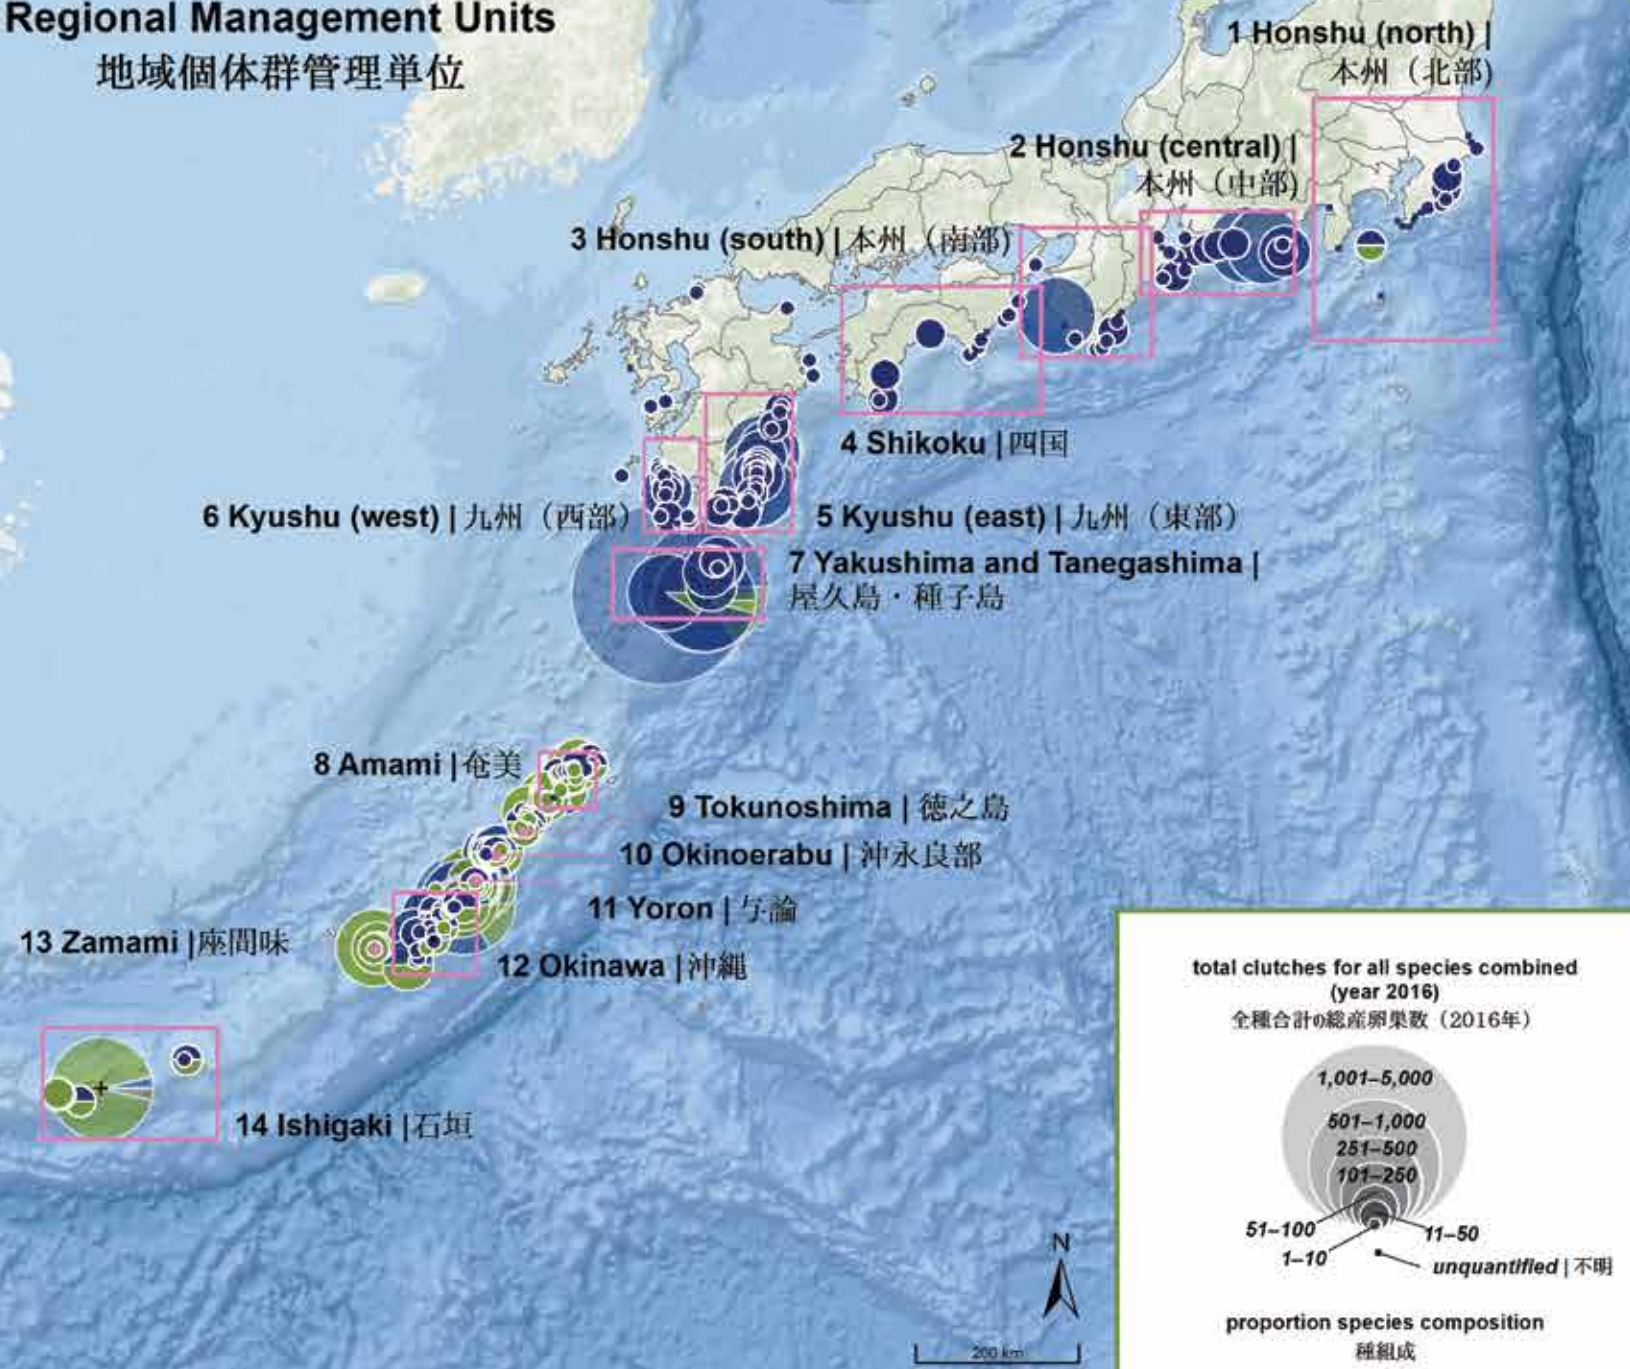 Regional Management Units
地域個体群管理単位
1 Honshu (north) |
本州（北部)
2 Honshu (central) |
本州（中部)
3 Honshu (south) | 本州（南部)
4 Shikoku | 四国
6 Kyushu (west) | 九州（西部）
5 Kyushu (east) | 九州（東部）
7 Yakushima and Tanegashima |
屋久島・種子島
8 Amami | 奄美
9 Tokunoshima | 徳之島
10 Okinoerabu | 沖永良部
11 Yoron | 与論
13 Zamami | 座間味
12 Okinawa | 沖縄
14 Ishigaki | 石垣
total clutches for all species combined
(year 2016)
全種合計の総産卵巣数（2016年）
1,001–5,000
501–1,000
251–500
101–250
51–100
11–50
1–10
unquantified | 不明
proportion species composition
種組成
N
200 km